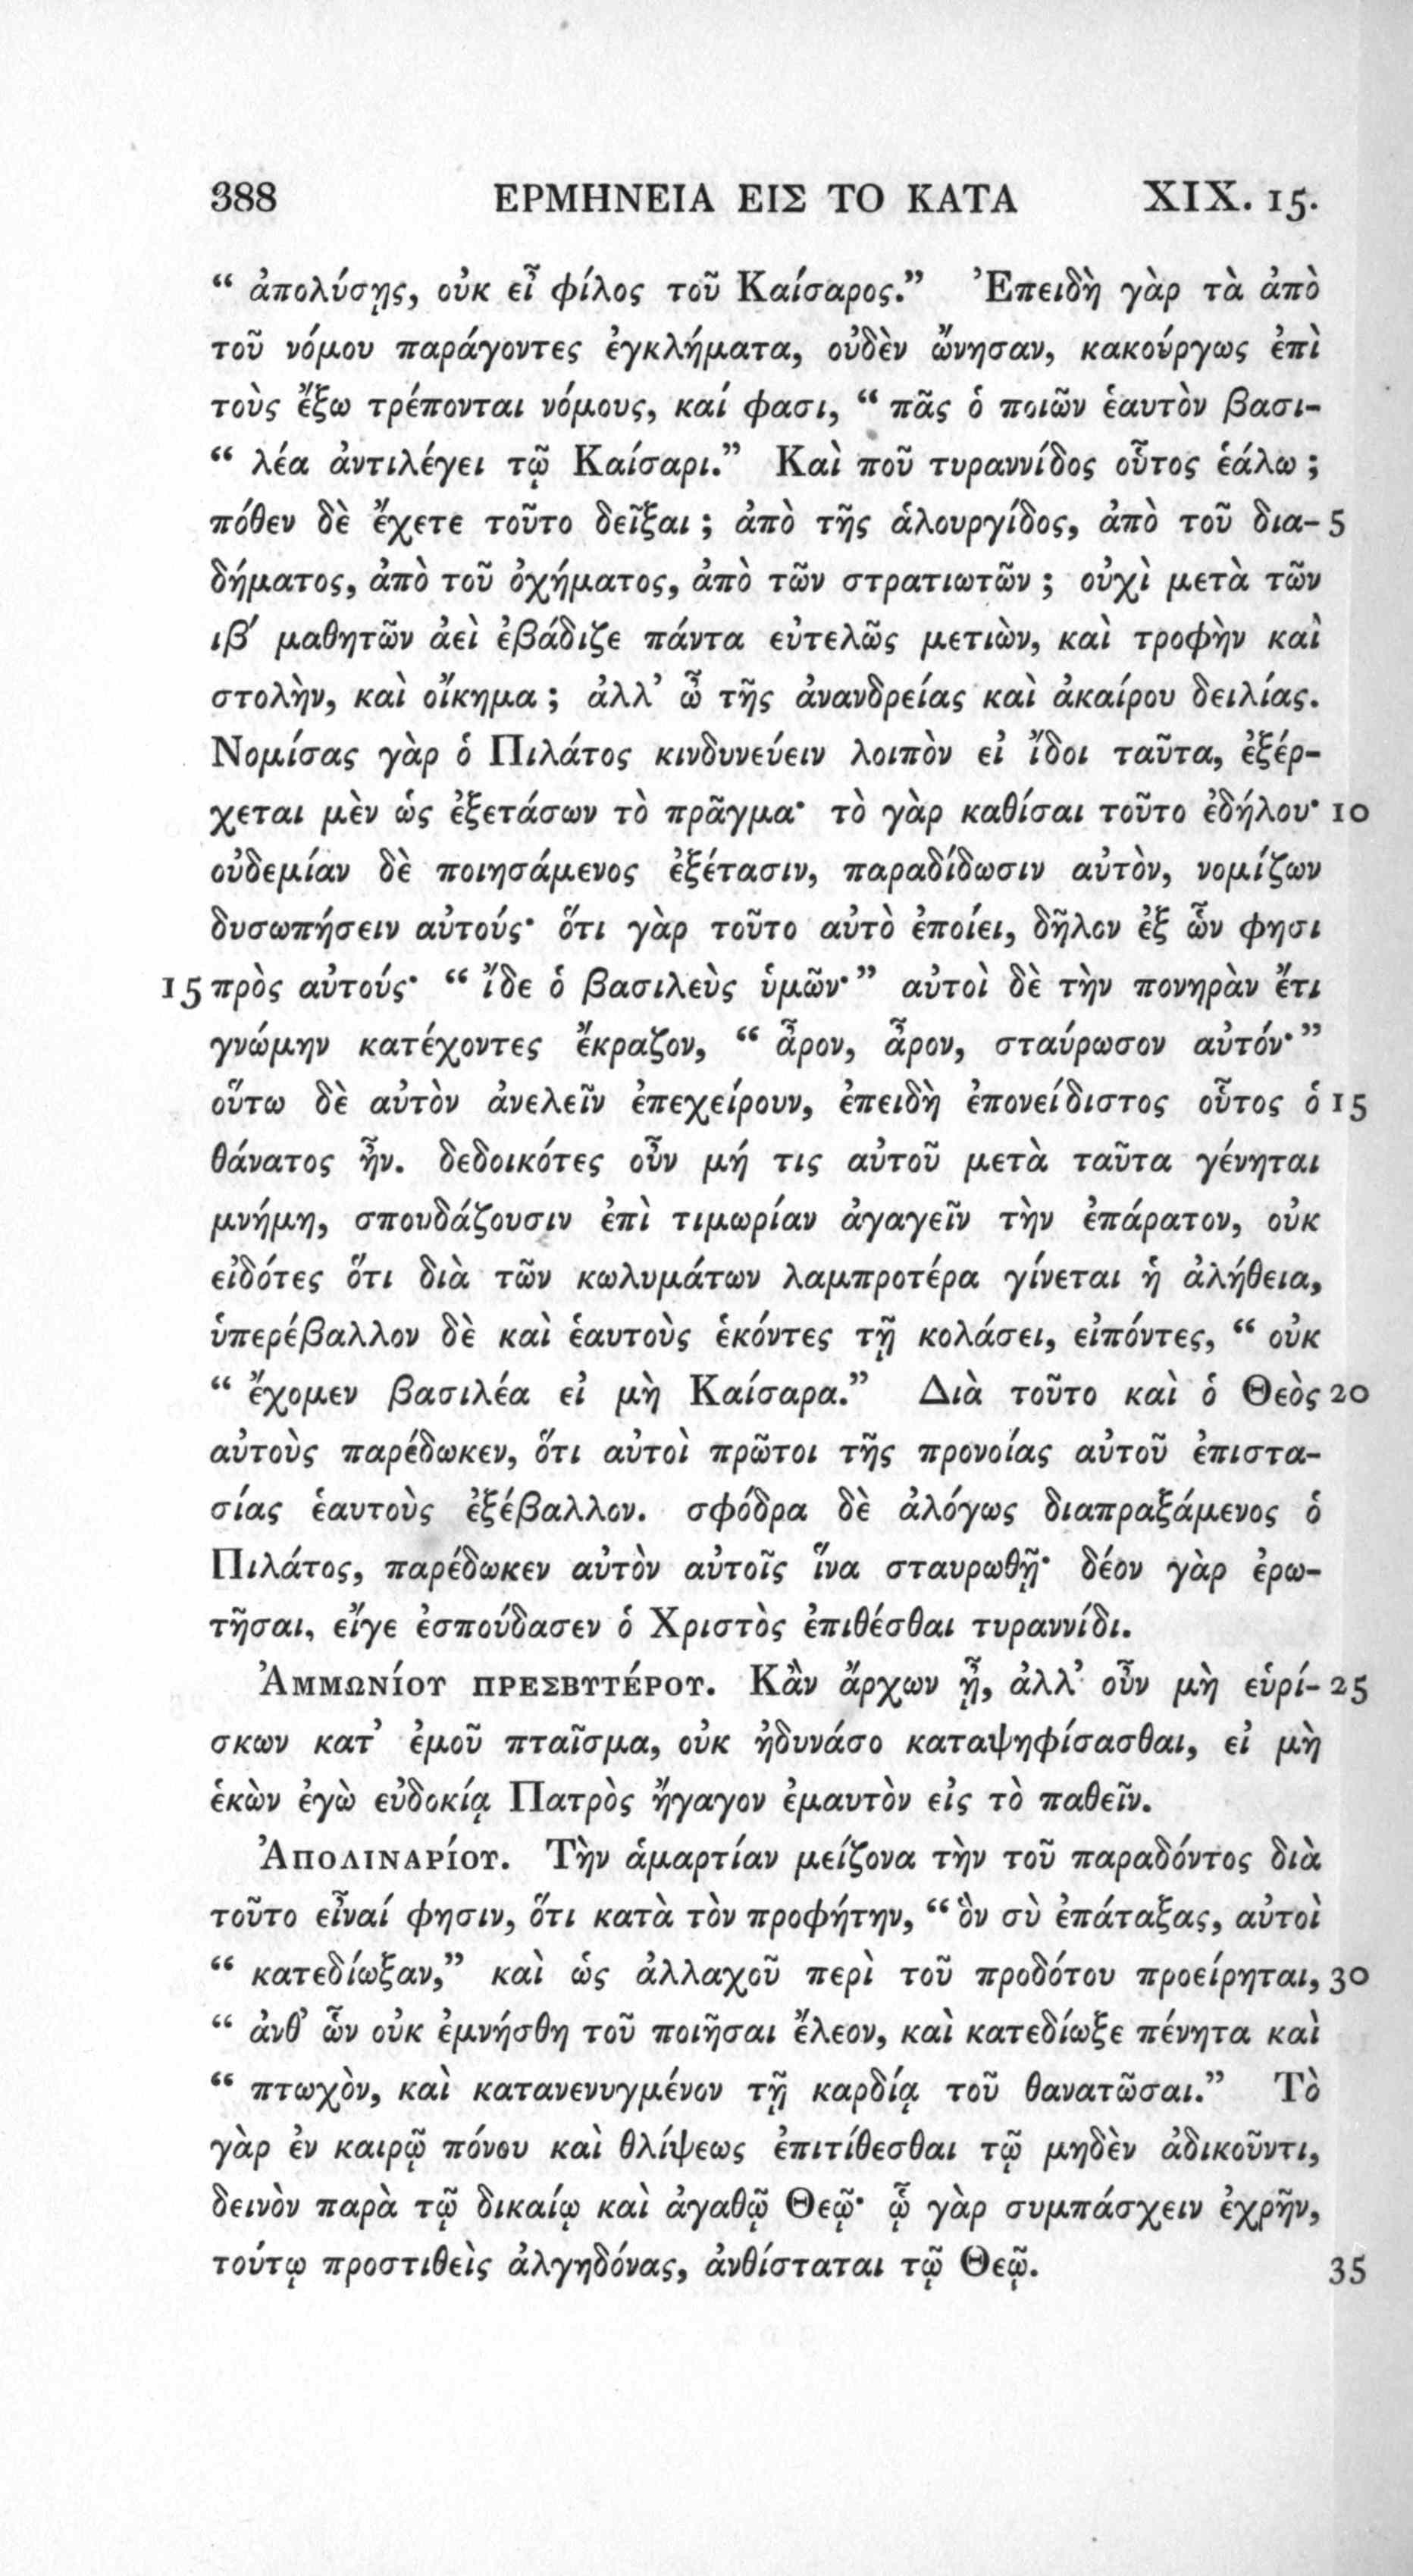 388 ΕΡΜΗΝΕΙΑ ΕΙΣ ΤΟ ΚΑΤΑ XIX. 15.
“ ἀπολύσῃς, οὐκ εἶ φίλος τοῦ Καίσαρος.” Ἐπειδὴ γὰρ τὰ ἀπὸ
τοῦ νόμου παράγοντες ἐγκλήματα, οὐδὲν ὤνησαν, κακούργως ἐπὶ
τοὺς ἔξω τρέπονται νόμους, καί φασι, “ πᾶς ὁ ποιῶν ἑαυτὸν βασι-
“ λέα ἀντιλέγει τῷ Καίσαρι.” Καὶ ποῦ τυραννίδος οὗτος ἑάλω ;
πόθεν δὲ ἔχετε τοῦτο δεῖξαι ; ἀπὸ τῆς ἁλουργίδος, ἀπὸ τοῦ δια- 5
δήματος, ἀπὸ τοῦ ὀχήματος, ἀπὸ τῶν στρατιωτῶν ; οὐχὶ μετὰ τῶν
ιβ′ μαθητῶν ἀεὶ ἐβάδιζε πάντα εὐτελῶς μετιὼν, καὶ τροφὴν καὶ
στολὴν, καὶ οἴκημα ; ἀλλ’ ὦ τῆς ἀνανδρείας καὶ ἀκαίρου δειλίας.
Νομίσας γὰρ ὁ Πιλάτος κινδυνεύειν λοιπὸν εἰ ἴδοι ταῦτα, ἐξέρ-
χεται μὲν ὡς ἐξετάσων τὸ πρᾶγμα· τὸ γὰρ καθίσαι τοῦτο ἐδήλου· 10
οὐδεμίαν δὲ ποιησάμενος ἐξέτασιν, παραδίδωσιν αὐτὸν, νομίζων
δυσωπήσειν αὐτούς· ὅτι γὰρ τοῦτο αὐτὸ ἐποίει, δῆλον ἐξ ὧν φησι
15 πρὸς αὐτούς· “ ἴδε ὁ βασιλεὺς ὑμῶν·” αὐτοὶ δὲ τὴν πονηρὰν ἔτι
γνώμην κατέχοντες ἔκραζον, “ ἆρον, ἆρον, σταύρωσον αὐτόν·”
οὕτω δὲ αὐτὸν ἀνελεῖν ἐπεχείρουν, ἐπειδὴ ἐπονείδιστος οὗτος ὁ 15
θάνατος ἦν. δεδοικότες οὖν μή τις αὐτοῦ μετὰ ταῦτα γένηται
μνήμη, σπουδάζουσιν ἐπὶ τιμωρίαν ἀγαγεῖν τὴν ἐπάρατον, οὐκ
εἰδότες ὅτι διὰ τῶν κωλυμάτων λαμπροτέρα γίνεται ἡ ἀλήθεια,
ὑπερέβαλλον δὲ καὶ ἑαυτοὺς ἑκόντες τῇ κολάσει, εἰπόντες, “ οὐκ
“ ἔχομεν βασιλέα εἰ μὴ Καίσαρα.” Διὰ τοῦτο καὶ ὁ Θεὸς 20
αὐτοὺς παρέδωκεν, ὅτι αὐτοὶ πρῶτοι τῆς προνοίας αὐτοῦ ἐπιστα-
σίας ἑαυτοὺς ἐξέβαλλον. σφόδρα δὲ ἀλόγως διαπραξάμενος ὁ
Πιλάτος, παρέδωκεν αὐτὸν αὐτοῖς ἵνα σταυρωθῇ· δέον γὰρ ἐρω-
τῆσαι, εἴγε ἐσπούδασεν ὁ Χριστὸς ἐπιθέσθαι τυραννίδι.
Ἀμμωνίου πρεσβυτέρου. Κἂν ἄρχων ᾖ, ἀλλ’ οὖν μὴ εὑρί- 25
σκων κατ’ ἐμοῦ πταῖσμα, οὐκ ἠδυνάσο καταψηφίσασθαι, εἰ μὴ
ἑκὼν ἐγὼ εὐδοκίᾳ Πατρὸς ἤγαγον ἐμαυτὸν εἰς τὸ παθεῖν.
Ἀπολιναρίου. Τὴν ἁμαρτίαν μείζονα τὴν τοῦ παραδόντος διὰ
τοῦτο εἶναί φησιν, ὅτι κατὰ τὸν προφήτην, “ ὃν σὺ ἐπάταξας, αὐτοὶ
“ κατεδίωξαν,” καὶ ὡς ἀλλαχοῦ περὶ τοῦ προδότου προείρηται, 30
“ ἀνθ’ ὧν οὐκ ἐμνήσθη τοῦ ποιῆσαι ἔλεον, καὶ κατεδίωξε πένητα καὶ
“ πτωχὸν, καὶ κατανενυγμένον τῇ καρδίᾳ τοῦ θανατῶσαι.” Τὸ
γὰρ ἐν καιρῷ πόνου καὶ θλίψεως ἐπιτίθεσθαι τῷ μηδὲν ἀδικοῦντι,
δεινὸν παρὰ τῷ δικαίῳ καὶ ἀγαθῷ Θεῷ· ᾧ γὰρ συμπάσχειν ἐχρῆν,
τούτῳ προστιθεὶς ἀλγηδόνας, ἀνθίσταται τῷ Θεῷ. 35